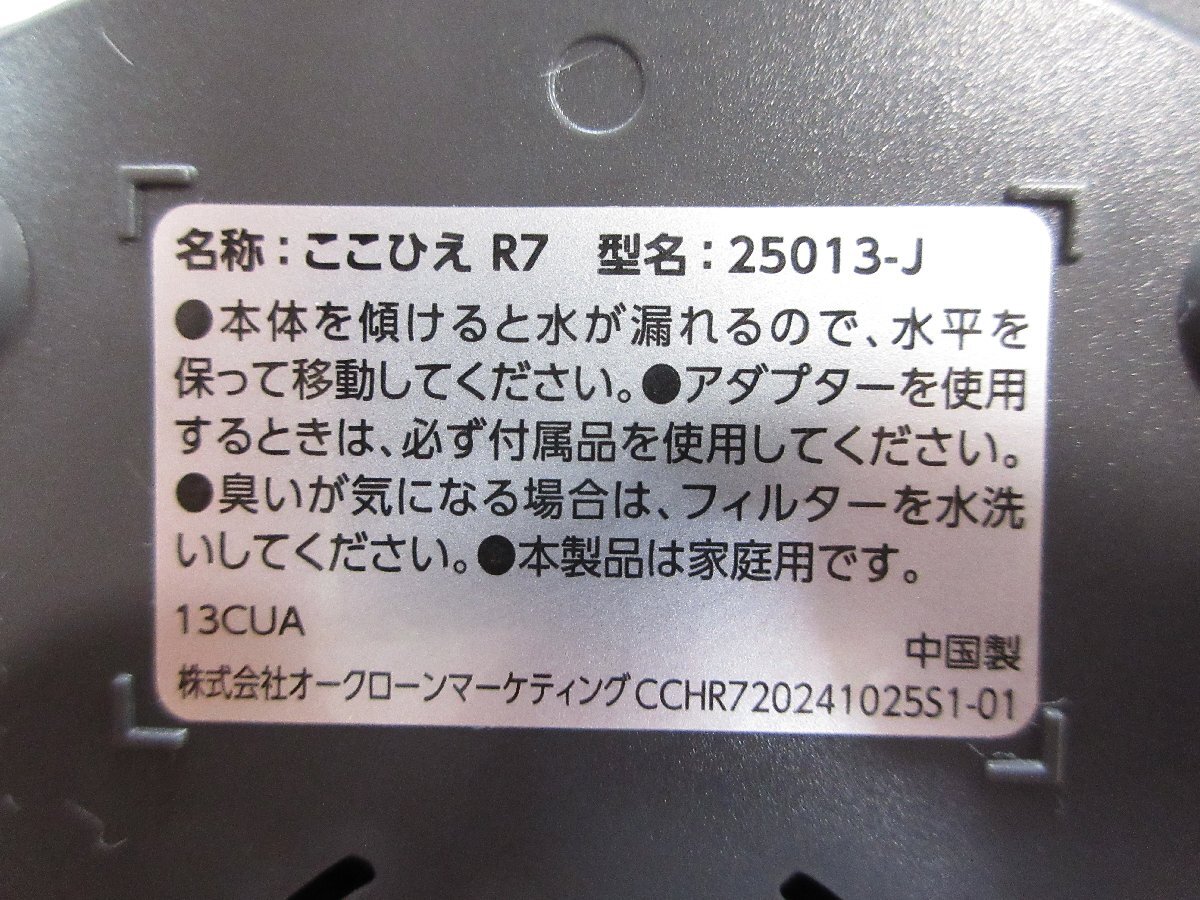 名称：ここひえ R7　型名：25013-J
●本体を傾けると水が漏れるので、水平を
保って移動してください。●アダプターを使用
するときは、必ず付属品を使用してください。
●臭いが気になる場合は、フィルターを水洗
いしてください。●本製品は家庭用です。
13CUA
中国製
株式会社オークローンマーケティング CCHR720241025S1-01